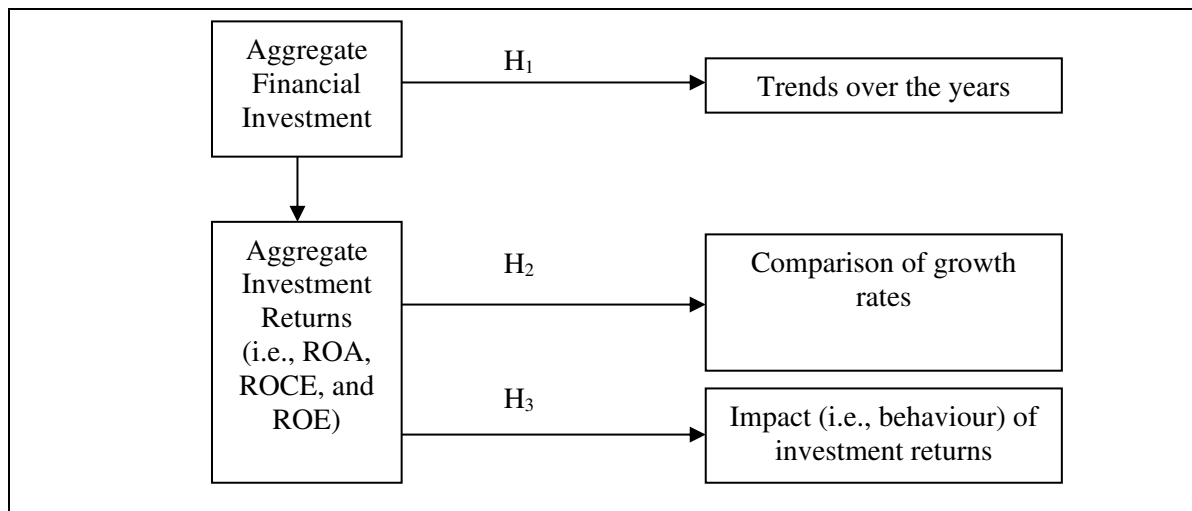 Aggregate
Financial
Investment
H₁
Trends over the years
Aggregate
Investment
Returns
(i.e., ROA,
ROCE, and
ROE)
H₂
Comparison of growth
rates
H₃
Impact (i.e., behaviour) of
investment returns